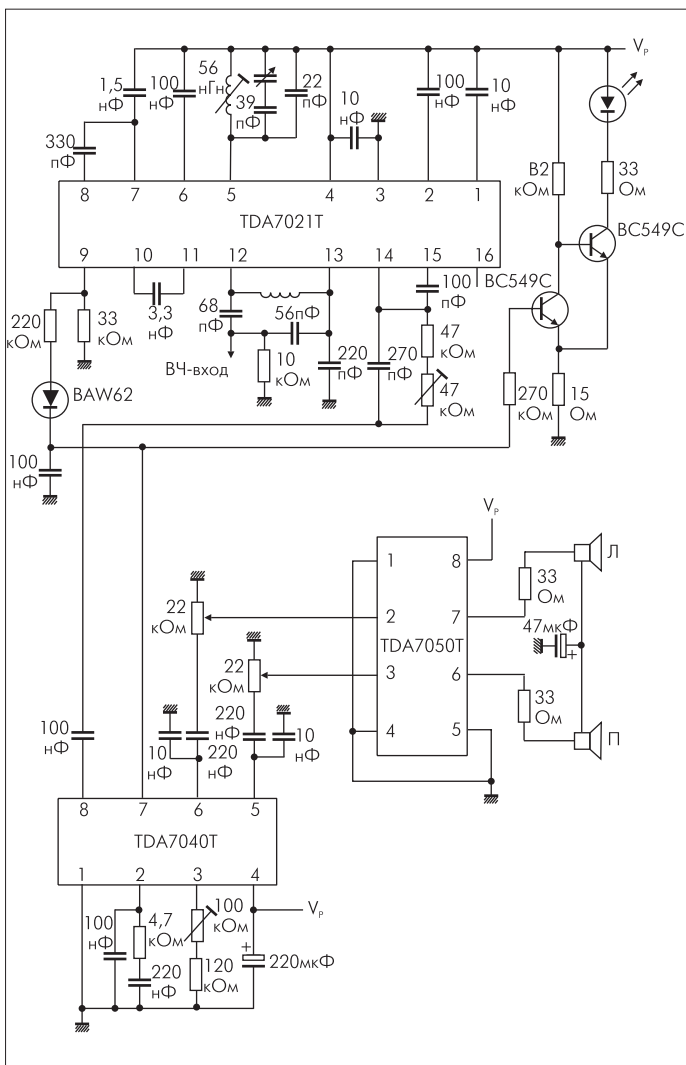 Vₚ
56
нГн
1,5
нФ
100
нФ
39
пФ
22
пФ
10
нФ
100
нФ
10
нФ
330
пФ
8 7 6 5 4 3 2 1
TDA7021T
9 10 11 12 13 14 15 16
В2
кОм
33
Ом
BC549C
BC549C
220
кОм
33
кОм
3,3
нФ
68
пФ
56пФ
ВЧ-вход
10
кОм
220
пФ
270
пФ
100
пФ
47
кОм
47
кОм
270
кОм
15
Ом
BAW62
100
нФ
Vₚ
1 8
2 7
TDA7050T
3 6
4 5
22
кОм
22
кОм
33
Ом
Л
47мкФ
+
33
Ом
П
100
нФ
10
нФ
220
нФ
220
нФ
10
нФ
8 7 6 5
TDA7040T
1 2 3 4
Vₚ
100
нФ
4,7
кОм
220
нФ
100
кОм
120
кОм
+
220мкФ